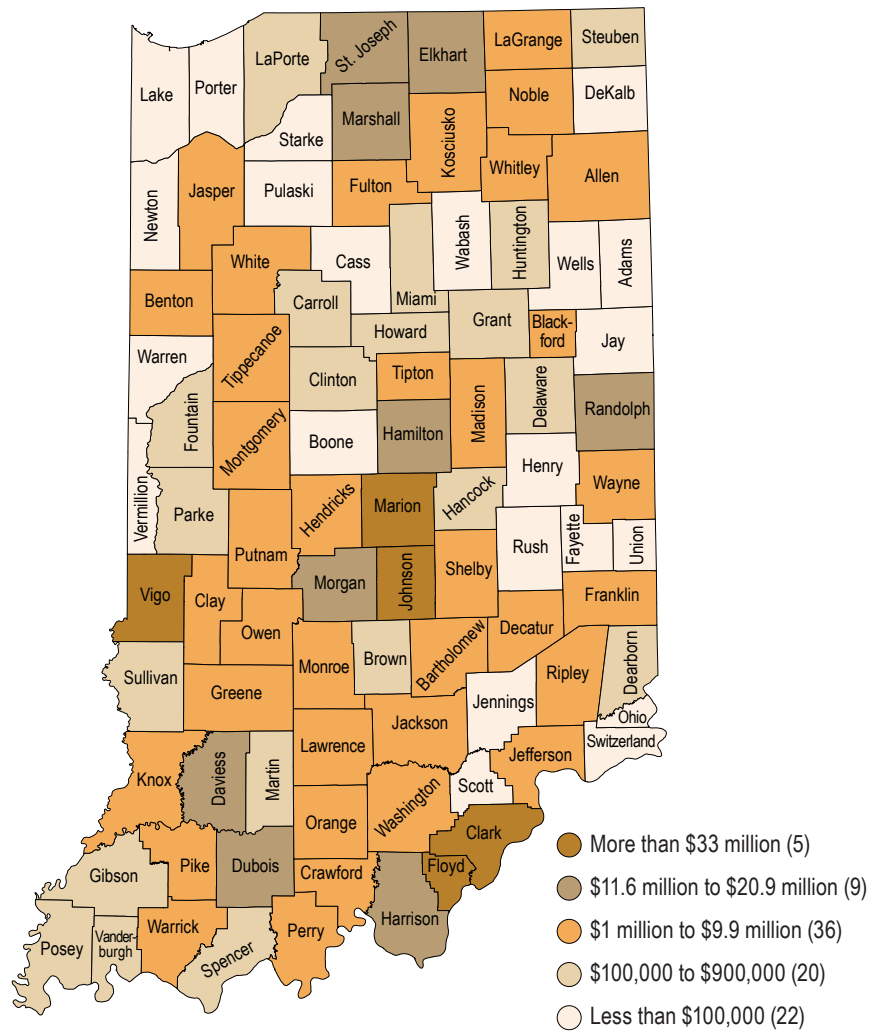 LaPorte
St. Joseph
Elkhart
LaGrange
Steuben
Lake
Porter
Noble
DeKalb
Starke
Marshall
Kosciusko
Whitley
Allen
Newton
Jasper
Pulaski
Fulton
Wabash
Huntington
Wells
Adams
White
Cass
Miami
Benton
Carroll
Grant
Black-
ford
Jay
Howard
Warren
Tippecanoe
Clinton
Tipton
Madison
Delaware
Randolph
Fountain
Montgomery
Boone
Hamilton
Henry
Wayne
Vermillion
Parke
Hendricks
Marion
Hancock
Rush
Fayette
Union
Putnam
Vigo
Clay
Morgan
Johnson
Shelby
Franklin
Owen
Decatur
Sullivan
Monroe
Brown
Bartholomew
Ripley
Dearborn
Greene
Jennings
Ohio
Jackson
Switzerland
Lawrence
Jefferson
Knox
Daviess
Martin
Scott
Orange
Washington
Clark
Gibson
Pike
Dubois
Crawford
Floyd
Harrison
Posey
Vander-
burgh
Warrick
Spencer
Perry
More than $33 million (5)
$11.6 million to $20.9 million (9)
$1 million to $9.9 million (36)
$100,000 to $900,000 (20)
Less than $100,000 (22)